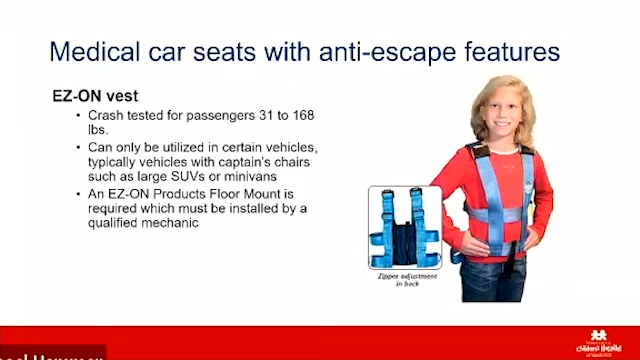 Medical car seats with anti-escape features
EZ-ON vest
• Crash tested for passengers 31 to 168
lbs.
• Can only be utilized in certain vehicles,
typically vehicles with captain's chairs
such as large SUVs or minivans
• An EZ-ON Products Floor Mount is
required which must be installed by a
qualified mechanic
Zipper adjustment
in back